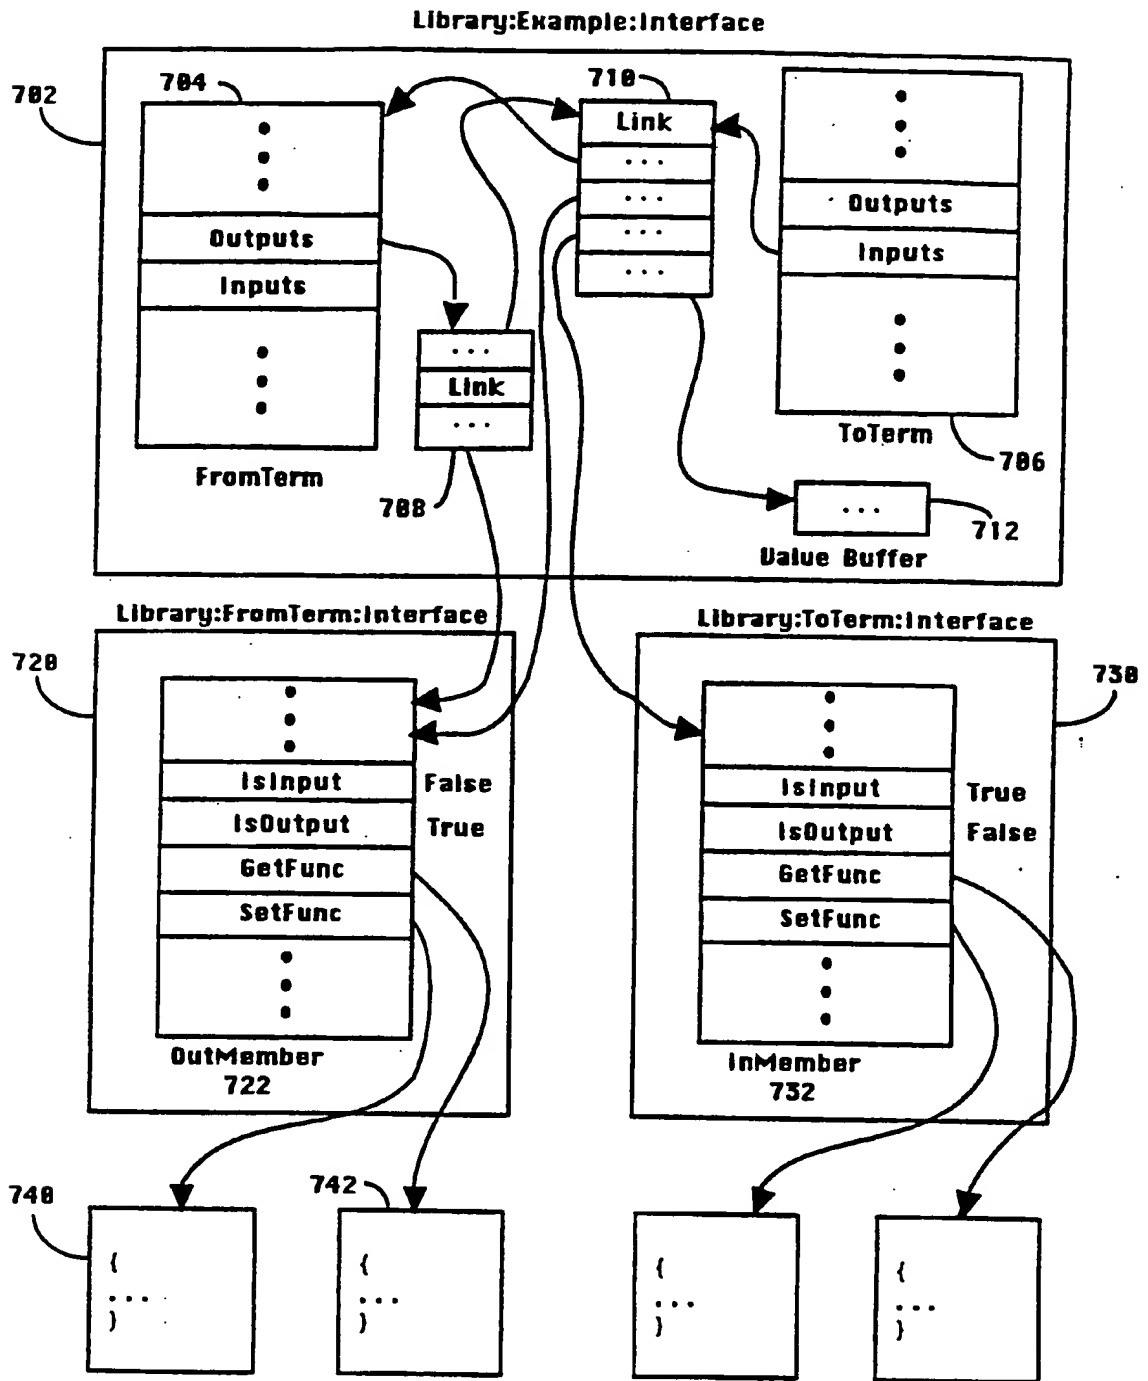 Library:Example:Interface
702
704
Outputs
Inputs
FromTerm
710
Link
...
...
...
...
Outputs
Inputs
ToTerm
706
...
Link
...
708
...
712
Value Buffer
Library:FromTerm:Interface
720
IsInput False
IsOutput True
GetFunc
SetFunc
OutMember
722
Library:ToTerm:Interface
730
IsInput True
IsOutput False
GetFunc
SetFunc
InMember
732
740
{
...
}
742
{
...
}
{
...
}
{
...
}